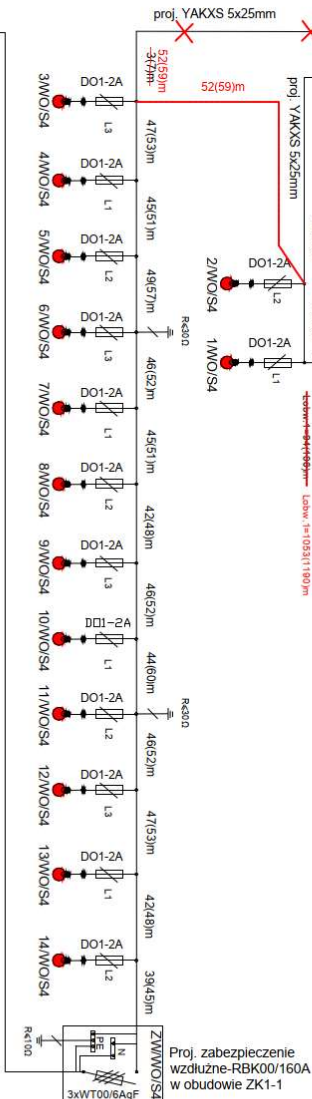 proj. YAKXS 5x25mm
52(59)m
3(7)m
52(59)m
proj. YAKXS 5x25mm
3/WO/S4
DO1-2A
L3
47(53)m
4/WO/S4
DO1-2A
L1
45(51)m
5/WO/S4
DO1-2A
L2
49(57)m
6/WO/S4
DO1-2A
L3
R≤30Ω
46(52)m
7/WO/S4
DO1-2A
L1
45(51)m
8/WO/S4
DO1-2A
L2
42(48)m
9/WO/S4
DO1-2A
L3
46(52)m
10/WO/S4
DO1-2A
L1
44(60)m
11/WO/S4
DO1-2A
L2
R≤30Ω
46(52)m
12/WO/S4
DO1-2A
L3
47(53)m
13/WO/S4
DO1-2A
L1
42(48)m
14/WO/S4
DO1-2A
L2
39(45)m
2/WO/S4
DO1-2A
L2
1/WO/S4
DO1-2A
L1
Lobw.1=1053(1190)m
ZW/WO/S4
PE
N
R≤10Ω
3xWT00/6AgF
Proj. zabezpieczenie
wzdłużne-RBK00/160A
w obudowie ZK1-1